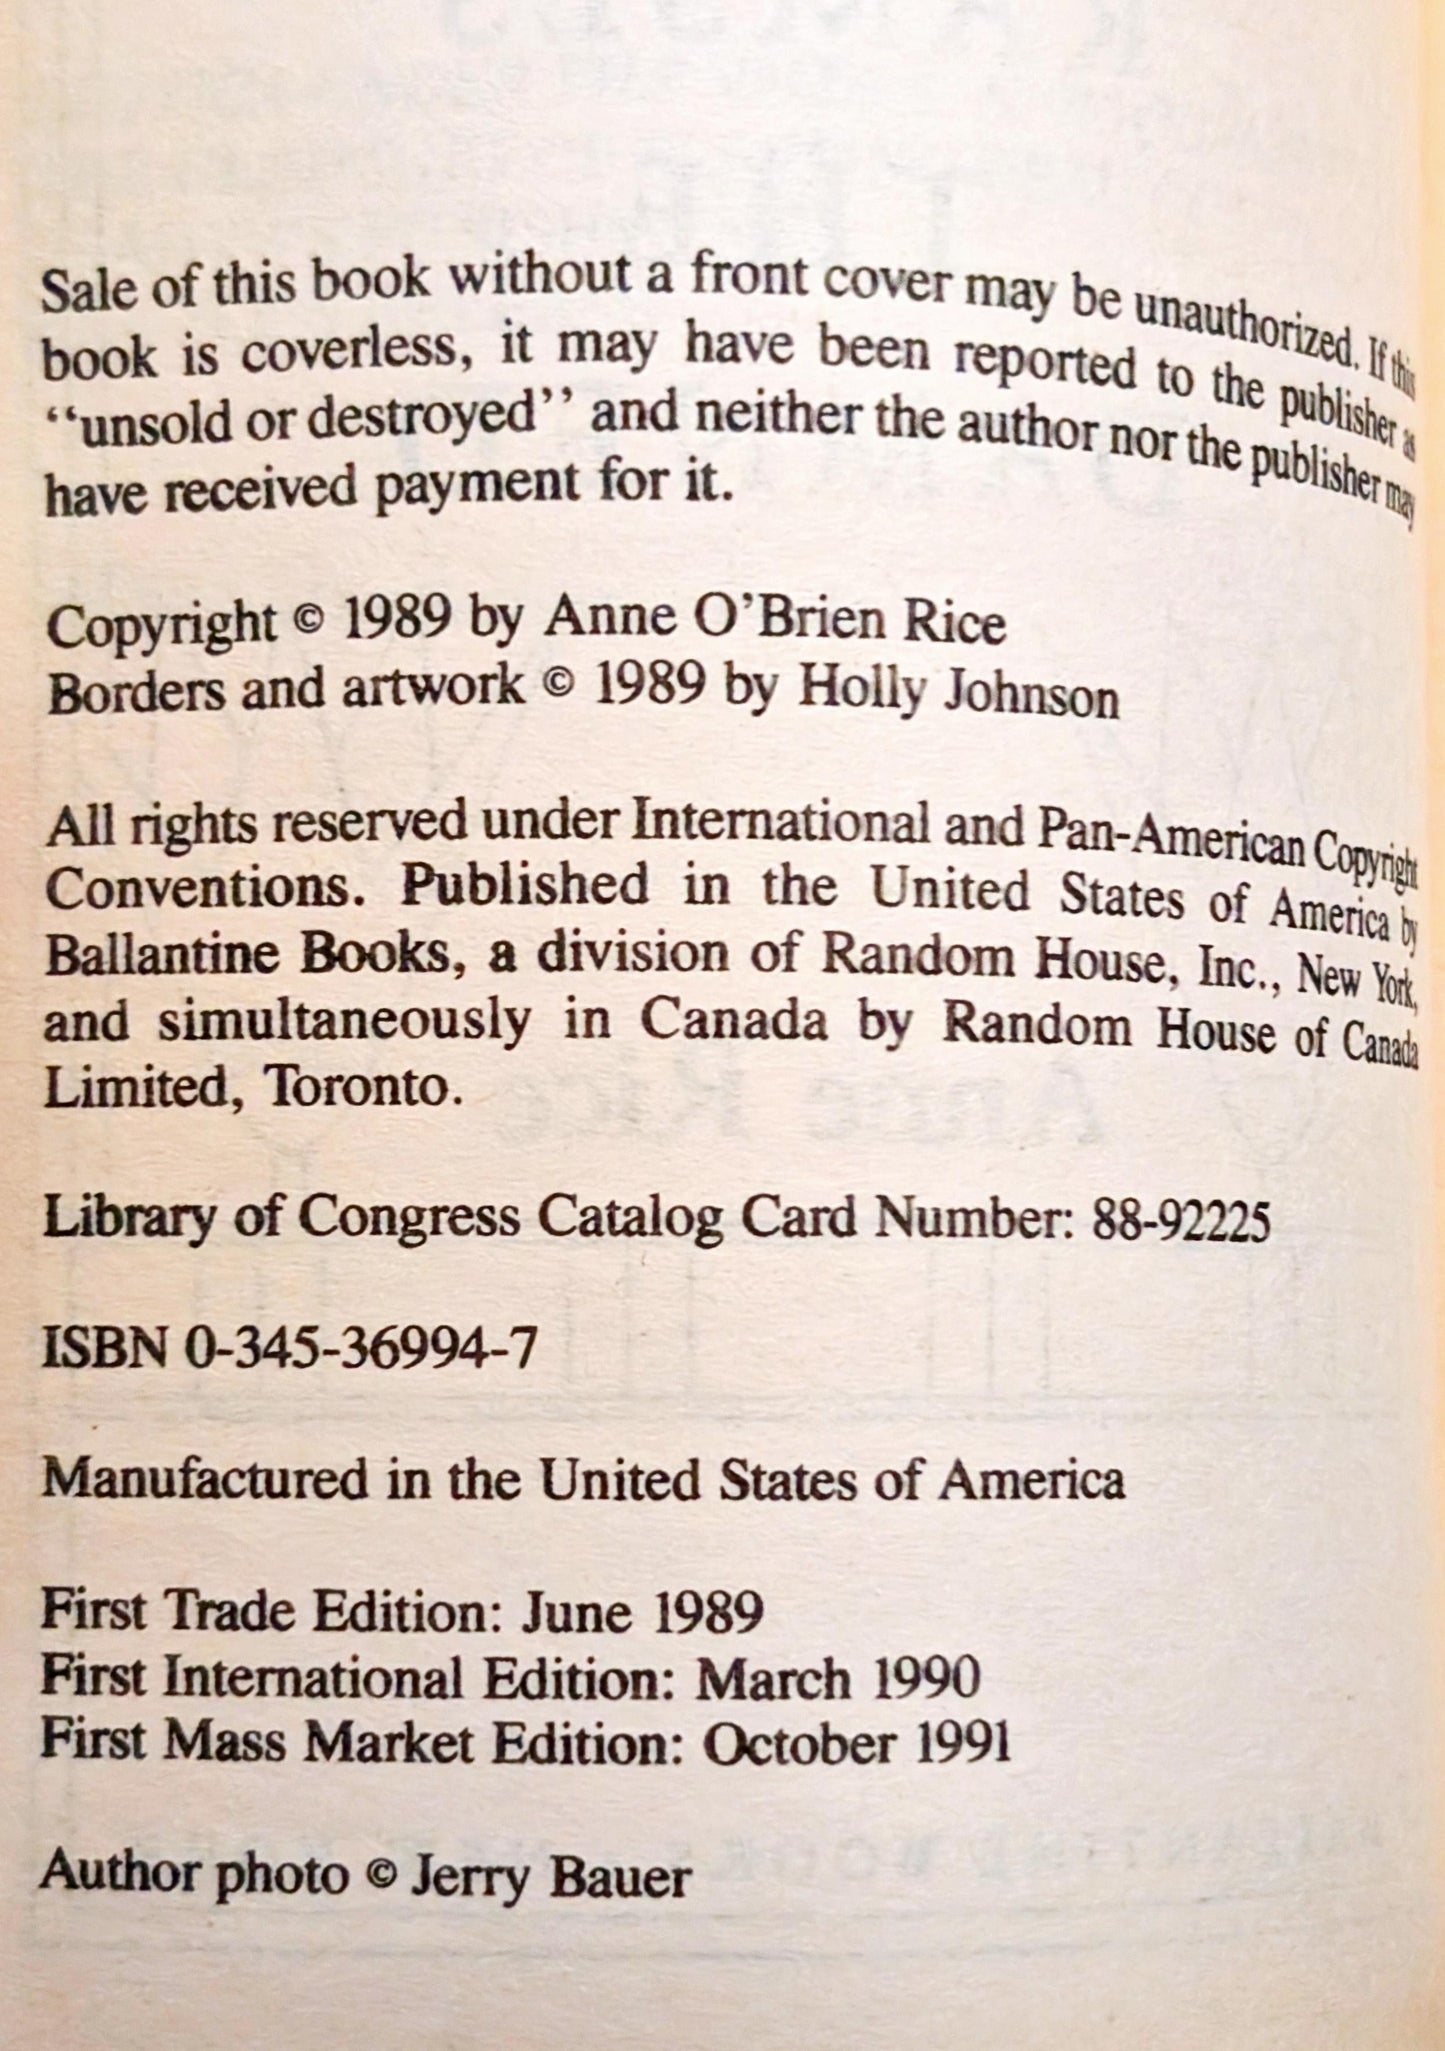 Sale of this book without a front cover may be unauthorized. If this
book is coverless, it may have been reported to the publisher as
‘‘unsold or destroyed’’ and neither the author nor the publisher may
have received payment for it.
Copyright © 1989 by Anne O’Brien Rice
Borders and artwork © 1989 by Holly Johnson
All rights reserved under International and Pan-American Copyright
Conventions. Published in the United States of America by
Ballantine Books, a division of Random House, Inc., New York,
and simultaneously in Canada by Random House of Canada
Limited, Toronto.
Library of Congress Catalog Card Number: 88-92225
ISBN 0-345-36994-7
Manufactured in the United States of America
First Trade Edition: June 1989
First International Edition: March 1990
First Mass Market Edition: October 1991
Author photo © Jerry Bauer